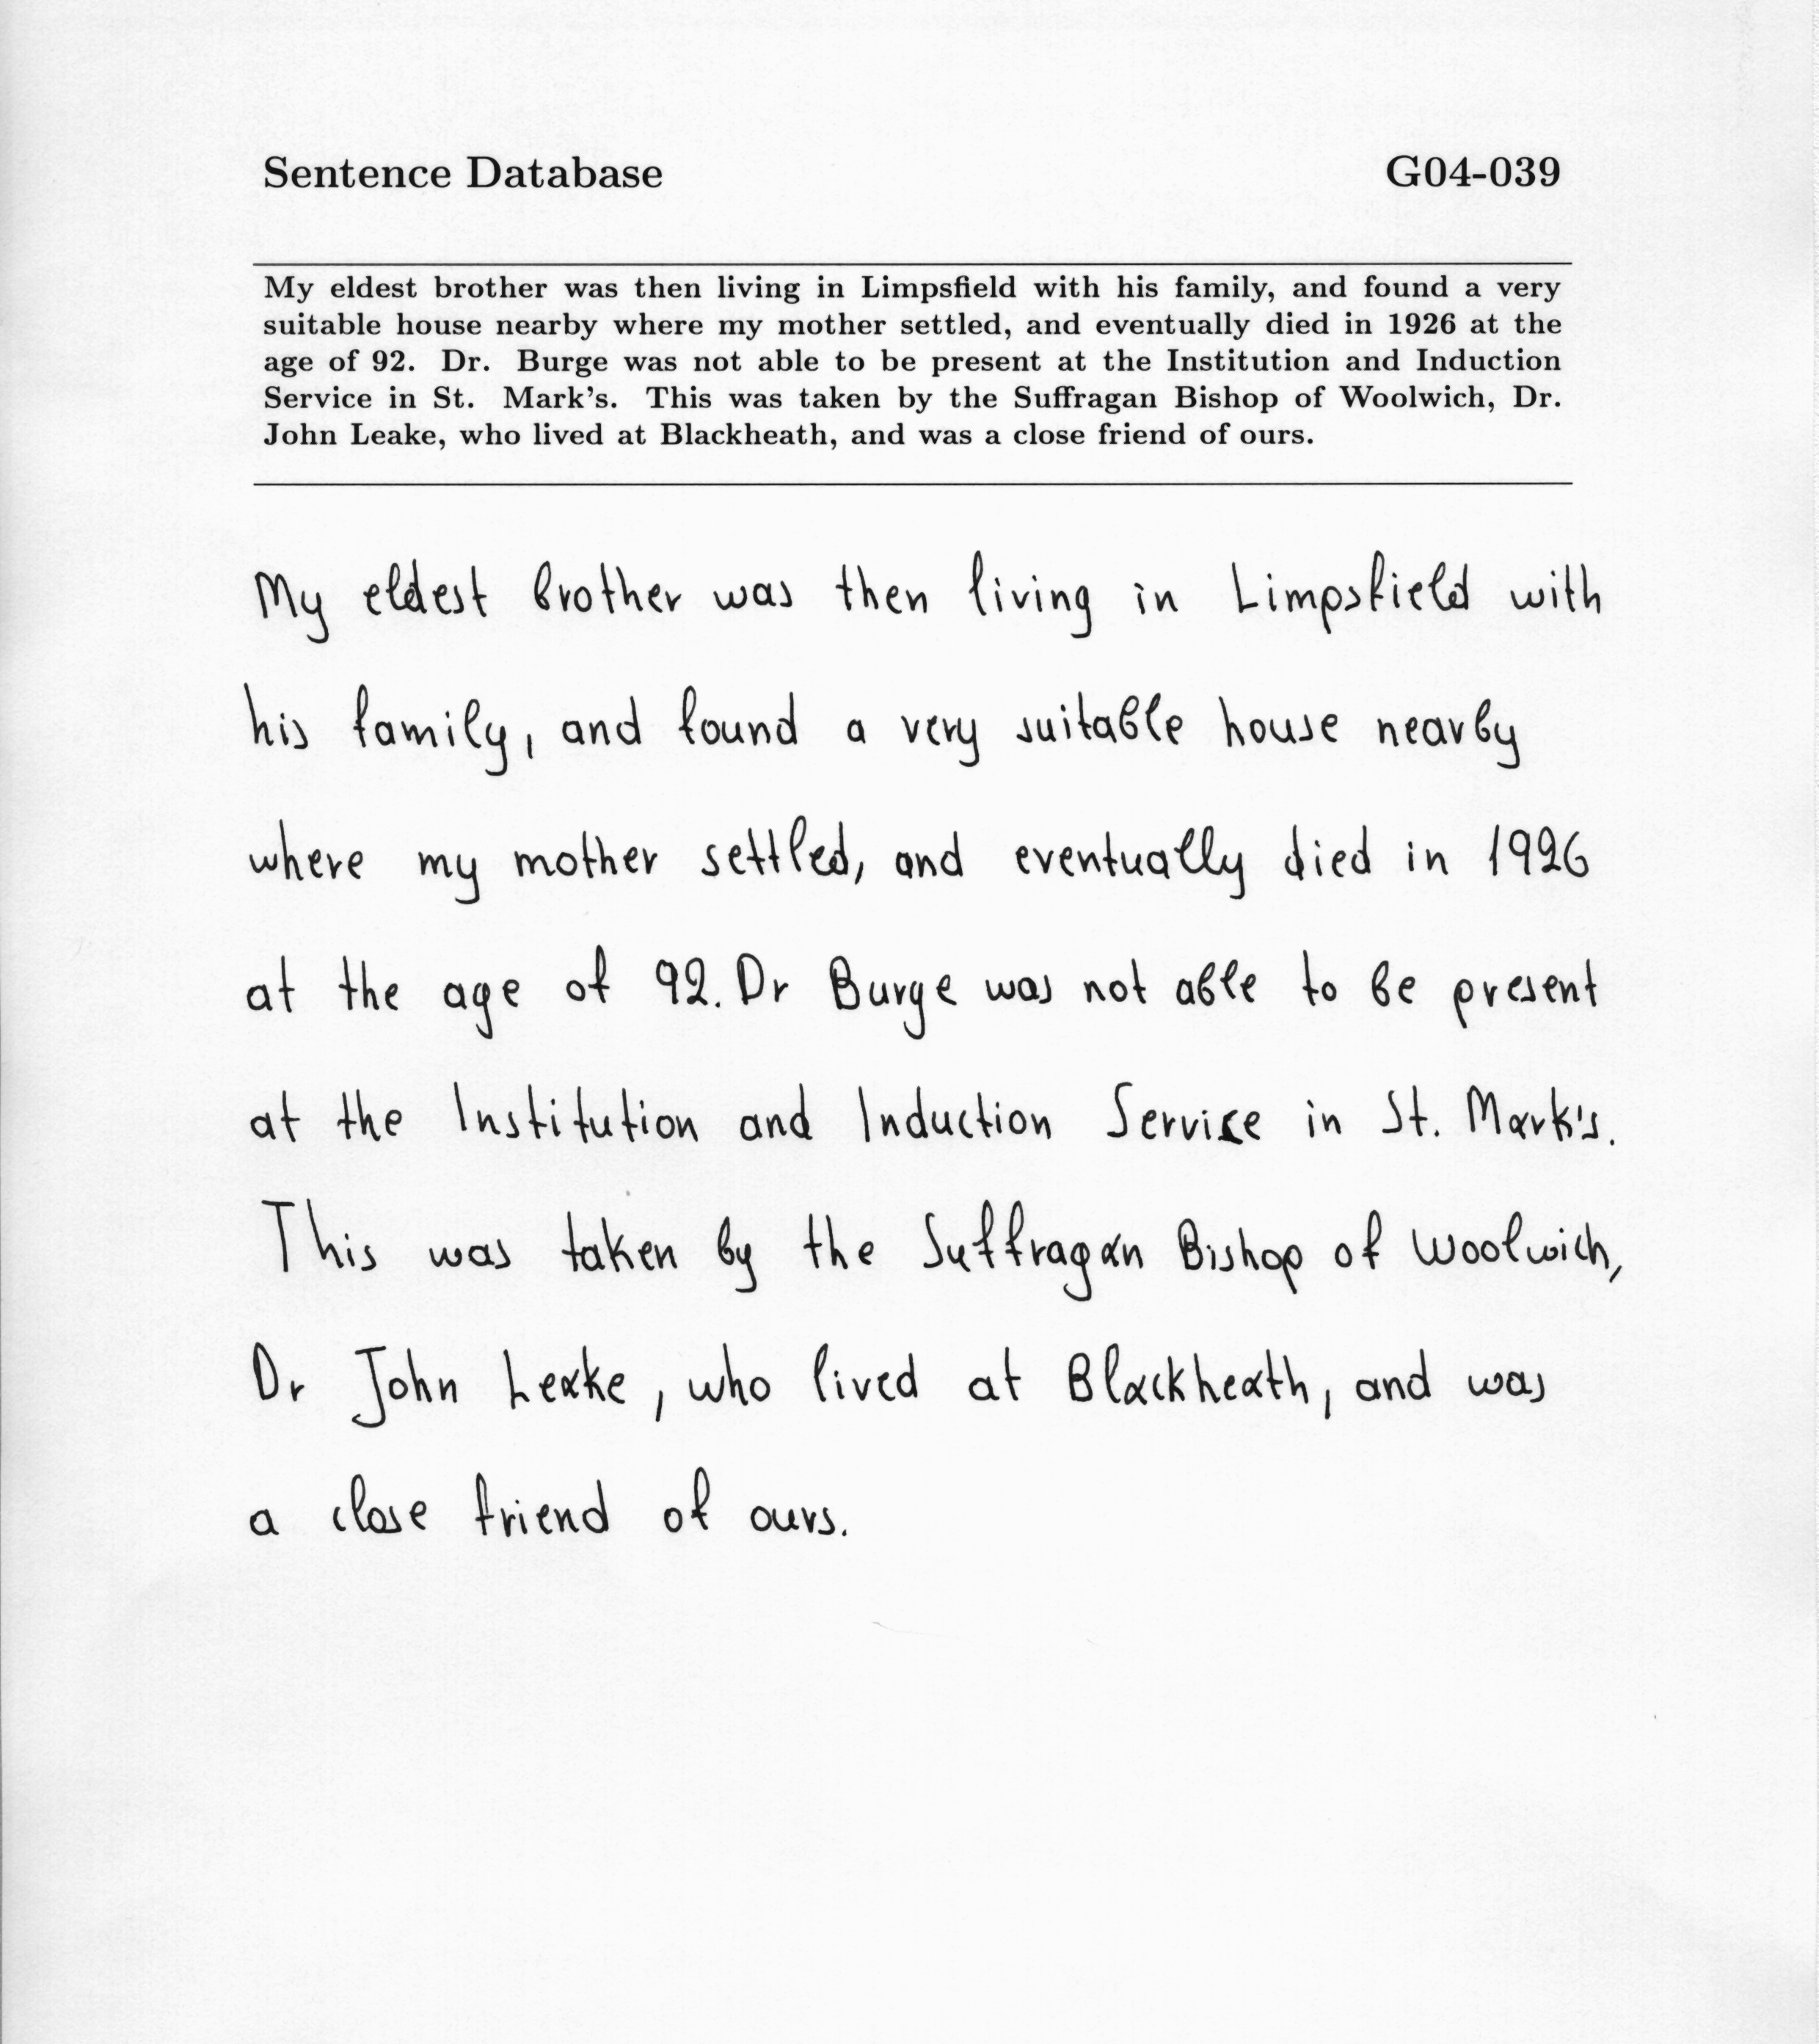 Sentence Database G04-039
My eldest brother was then living in Limpsfield with his family, and found a very
suitable house nearby where my mother settled, and eventually died in 1926 at the
age of 92. Dr. Burge was not able to be present at the Institution and Induction
Service in St. Mark's. This was taken by the Suffragan Bishop of Woolwich, Dr.
John Leake, who lived at Blackheath, and was a close friend of ours.
My eldest brother was then living in Limpsfield with
his family, and found a very suitable house nearby
where my mother settled, and eventually died in 1926
at the age of 92. Dr Burge was not able to be present
at the Institution and Induction Service in St. Mark's.
This was taken by the Suffragan Bishop of Woolwich,
Dr John Leake, who lived at Blackheath, and was
a close friend of ours.